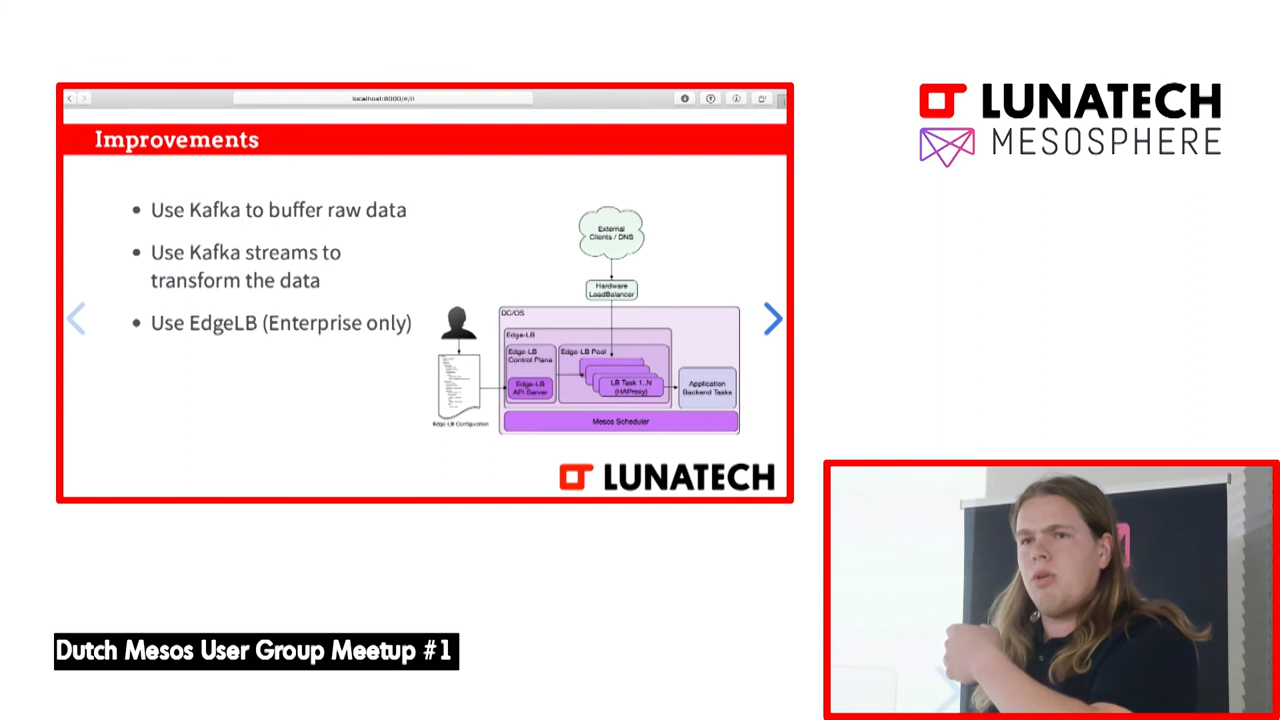 LUNATECH
MESOSPHERE
localhost:8000/#/8
Improvements
Use Kafka to buffer raw data
Use Kafka streams to
transform the data
Use EdgeLB (Enterprise only)
External
Clients / DNS
Hardware
LoadBalancer
DC/OS
Edge-LB
Edge-LB
Control Plane
Edge-LB Pool
Edge-LB
API Server
LB Task 1..N
(HAProxy)
Application
Backend Tasks
Edge-LB Configuration
Mesos Scheduler
LUNATECH
Dutch Mesos User Group Meetup #1